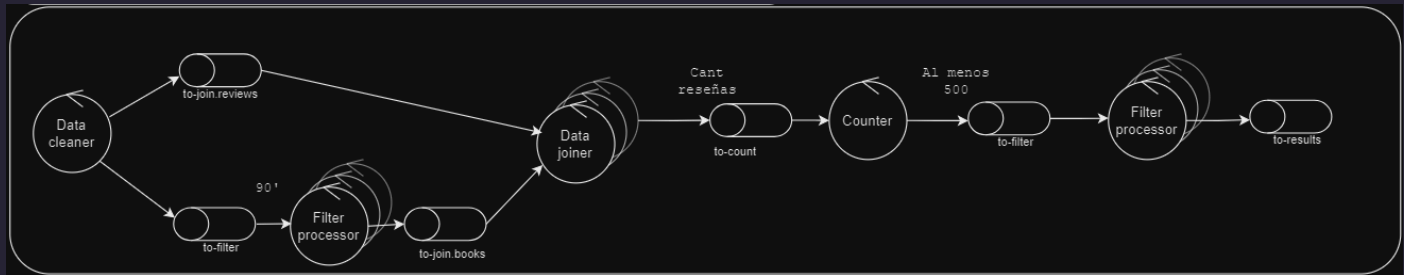 Data
cleaner
to-join.reviews
to-filter
90'
Filter
processor
to-join.books
Data
joiner
Cant
reseñas
to-count
Counter
Al menos
500
to-filter
Filter
processor
to-results